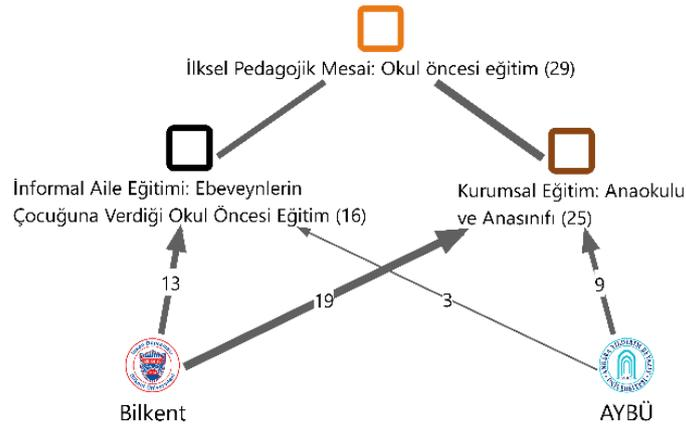 İlksel Pedagojik Mesai: Okul öncesi eğitim (29)
İnformal Aile Eğitimi: Ebeveynlerin
Çocuğuna Verdiği Okul Öncesi Eğitim (16)
Kurumsal Eğitim: Anaokulu
ve Anasınıfı (25)
13
19
3
9
Bilkent
AYBÜ